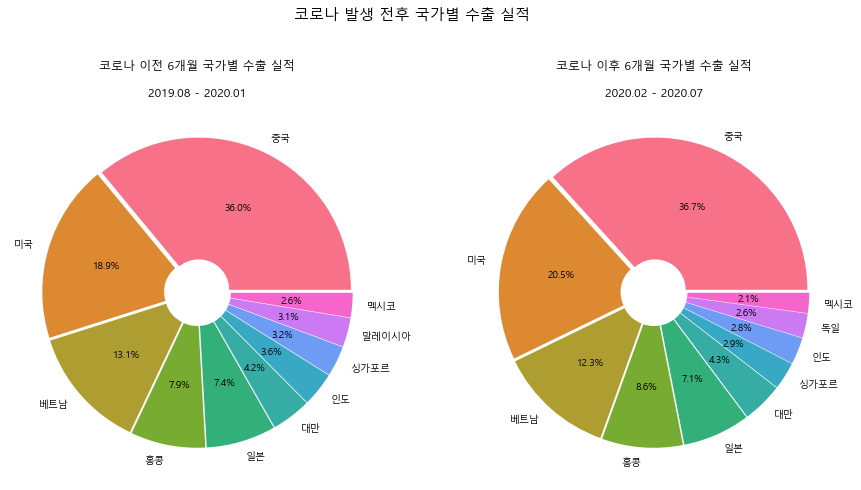 코로나 발생 전후 국가별 수출 실적
코로나 이전 6개월 국가별 수출 실적
2019.08 - 2020.01
중국
36.0%
미국
18.9%
베트남
13.1%
홍콩
7.9%
일본
7.4%
대만
4.2%
인도
3.6%
싱가포르
3.2%
말레이시아
3.1%
멕시코
2.6%
코로나 이후 6개월 국가별 수출 실적
2020.02 - 2020.07
중국
36.7%
미국
20.5%
베트남
12.3%
홍콩
8.6%
일본
7.1%
대만
4.3%
싱가포르
2.9%
인도
2.8%
독일
2.6%
멕시코
2.1%